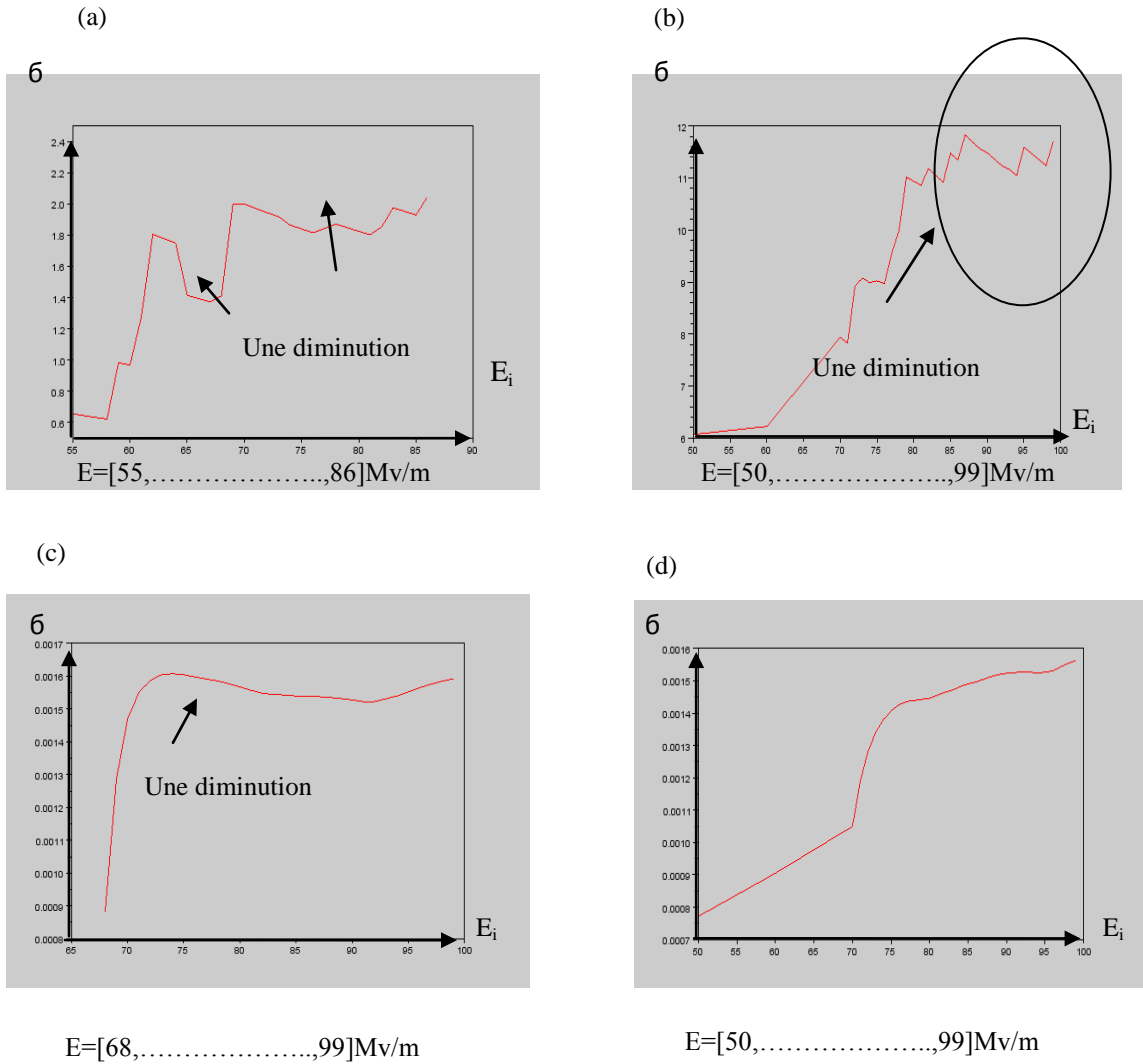 (a)
б
2.4
2.2
2.0
1.8
1.6
1.4
1.2
1.0
0.8
0.6
55 60 65 70 75 80 85 90
Une diminution
Ei
E=[55,…………………..,86]Mv/m
(b)
б
12
11
10
9
8
7
6
50 55 60 65 70 75 80 85 90 95 100
Une diminution
Ei
E=[50,…………………..,99]Mv/m
(c)
б
0.0017
0.0016
0.0015
0.0014
0.0013
0.0012
0.0011
0.0010
0.0009
0.0008
65 70 75 80 85 90 95 100
Une diminution
Ei
E=[68,…………………..,99]Mv/m
(d)
б
0.0016
0.0015
0.0014
0.0013
0.0012
0.0011
0.0010
0.0009
0.0008
0.0007
50 55 60 65 70 75 80 85 90 95 100
Ei
E=[50,…………………..,99]Mv/m